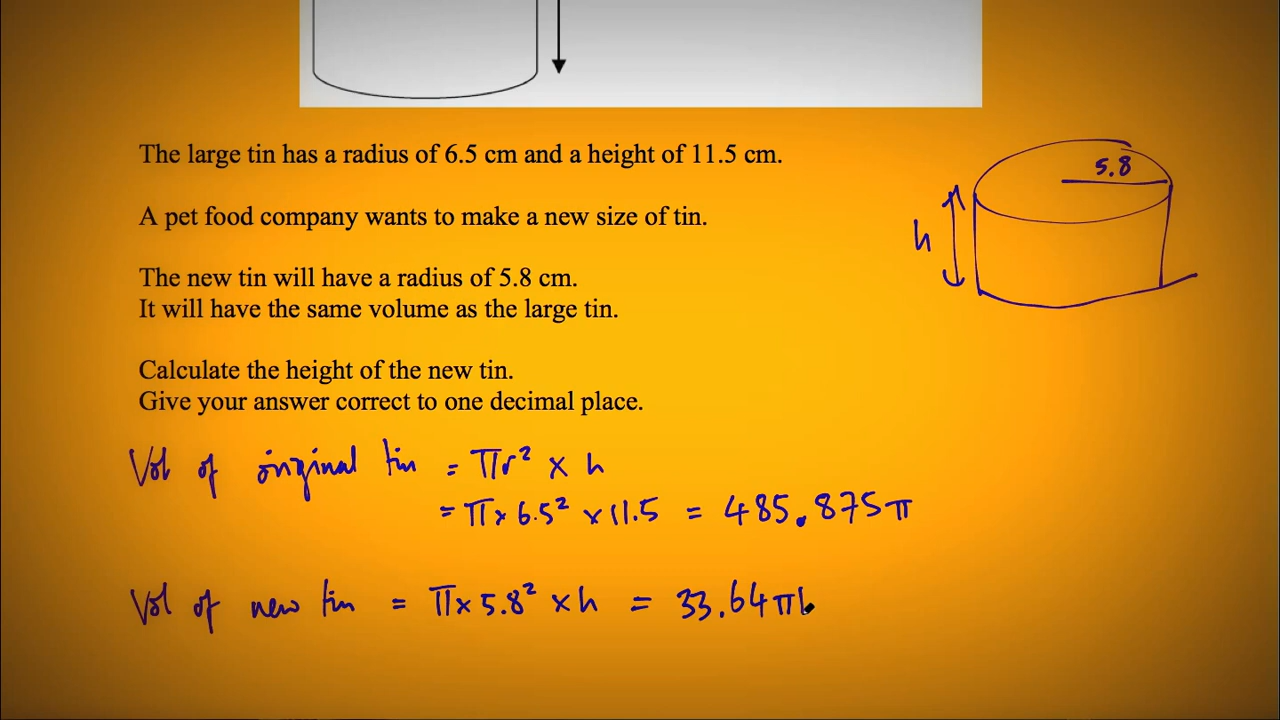 The large tin has a radius of 6.5 cm and a height of 11.5 cm.
A pet food company wants to make a new size of tin.
The new tin will have a radius of 5.8 cm.
It will have the same volume as the large tin.
Calculate the height of the new tin.
Give your answer correct to one decimal place.
5.8
h
Vol of original tin = πr² × h
= π × 6.5² × 11.5 = 485.875π
Vol of new tin = π × 5.8² × h = 33.64πh